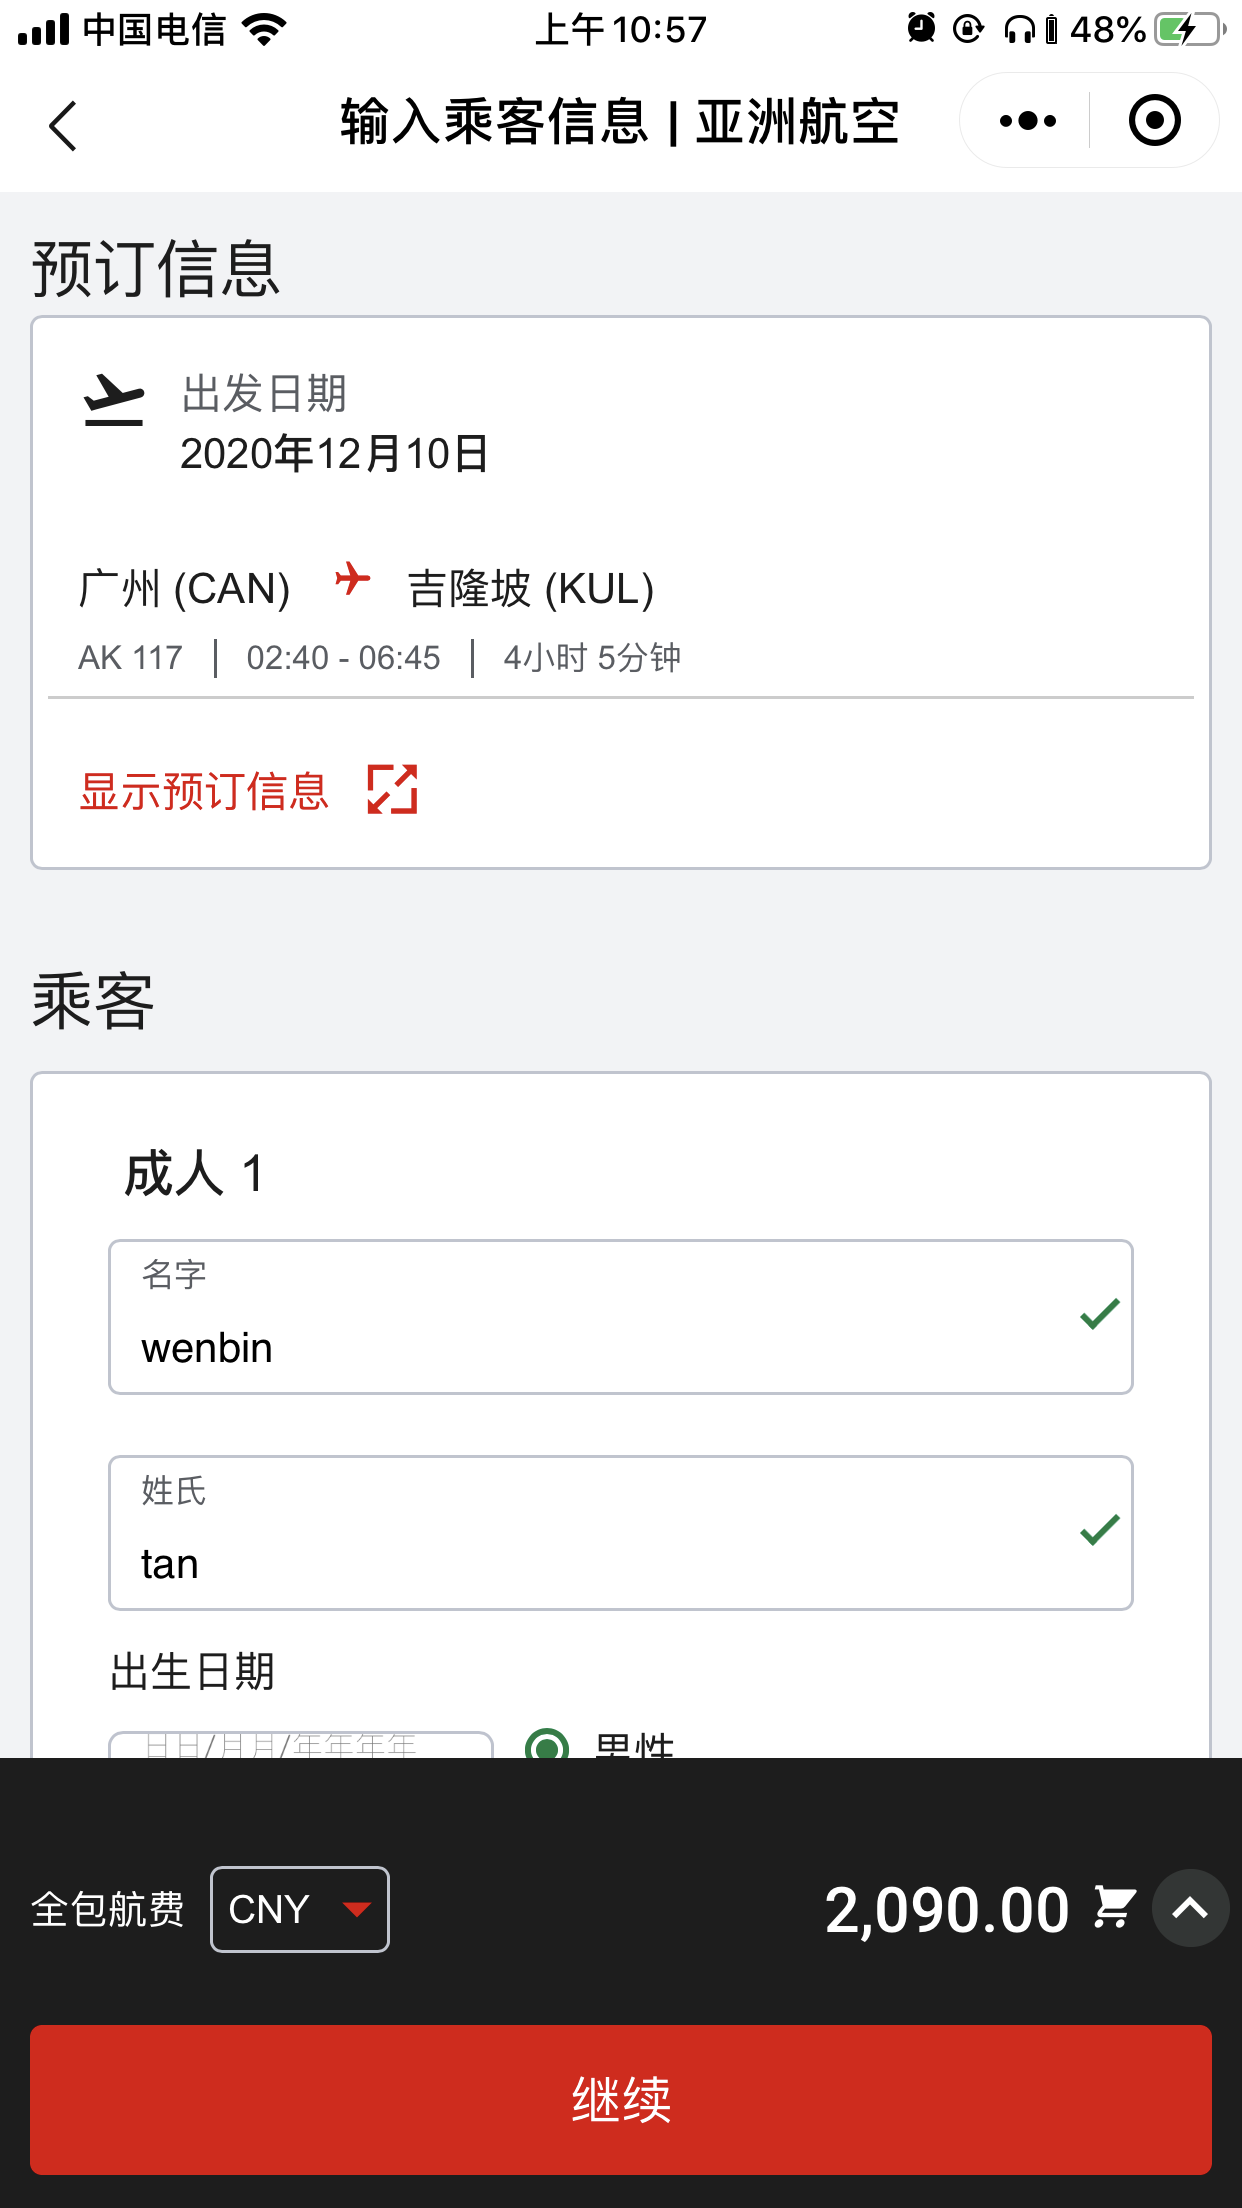 中国电信 上午10:57 48%
输入乘客信息 | 亚洲航空
预订信息
出发日期
2020年12月10日
广州 (CAN) 吉隆坡 (KUL)
AK 117 | 02:40 - 06:45 | 4小时 5分钟
显示预订信息
乘客
成人 1
名字
wenbin
姓氏
tan
出生日期
日日/月月/年年年年 男性
全包航费 CNY 2,090.00
继续